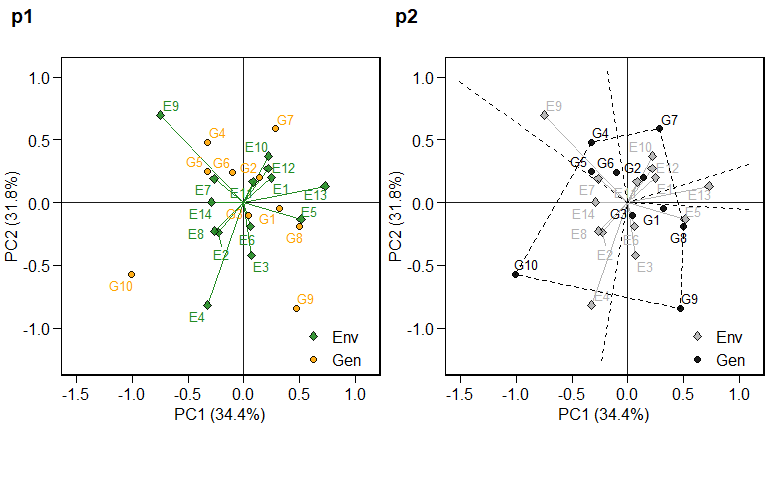 p1
p2
1.0
0.5
0.0
-0.5
-1.0
PC2 (31.8%)
E9
G7
G4
E10
G5
G6
G2
E12
E7
E1
E13
E14
G3
G1
E5
E8
E6
G8
E2
E3
G10
G9
E4
Env
Gen
-1.5
-1.0
-0.5
0.0
0.5
1.0
PC1 (34.4%)
1.0
0.5
0.0
-0.5
-1.0
PC2 (31.8%)
E9
G7
G4
E10
G5
G6
G2
E12
E7
E1
E13
E14
G3
G1
E5
E8
E6
G8
E2
E3
G10
G9
E4
Env
Gen
-1.5
-1.0
-0.5
0.0
0.5
1.0
PC1 (34.4%)